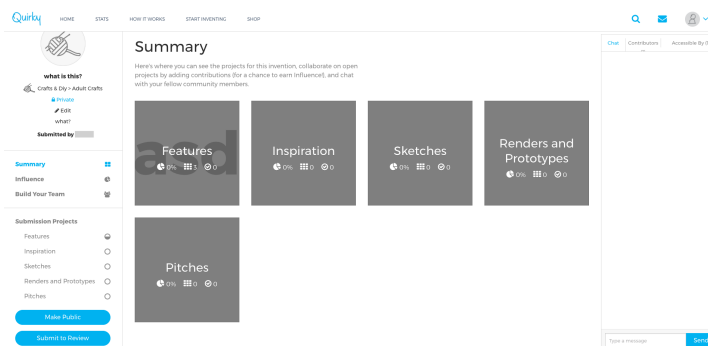 Quirky
HOME STATS HOW IT WORKS START INVENTING SHOP
what is this?
Crafts & Diy > Adult Crafts
Private
Edit
what?
Submitted by
Summary
Influence
Build Your Team
Submission Projects
Features
Inspiration
Sketches
Renders and Prototypes
Pitches
Make Public
Submit to Review
Summary
Here's where you can see the projects for this invention, collaborate on open
projects by adding contributions (for a chance to earn Influence!), and chat
with your fellow community members.
asd
Features
0% 3 0
Inspiration
0% 0 0
Sketches
0% 0 0
Renders and
Prototypes
0% 0 0
Pitches
0% 0 0
Chat Contributors Accessible By
Type a message Send